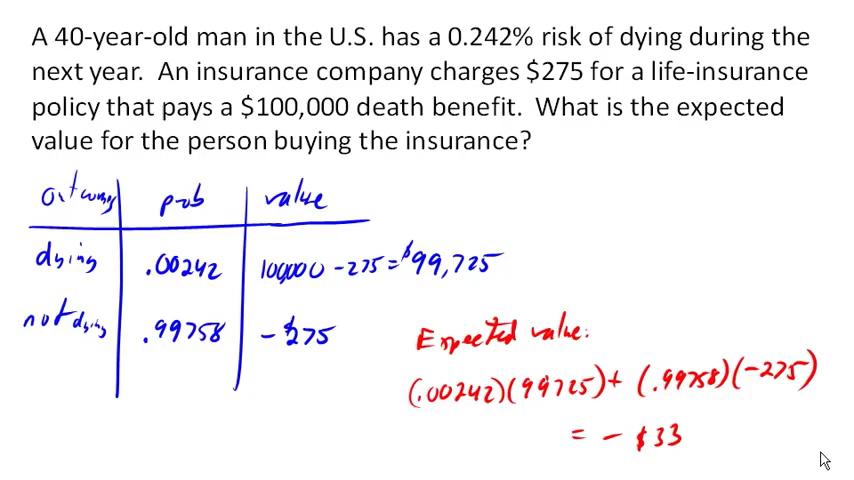 A 40-year-old man in the U.S. has a 0.242% risk of dying during the
next year. An insurance company charges $275 for a life-insurance
policy that pays a $100,000 death benefit. What is the expected
value for the person buying the insurance?
outcomes prob value
dying .00242 100,000 - 275 = $99,725
not dying .99758 - $275
Expected value:
(.00242)(99725) + (.99758)(-275)
= - $33